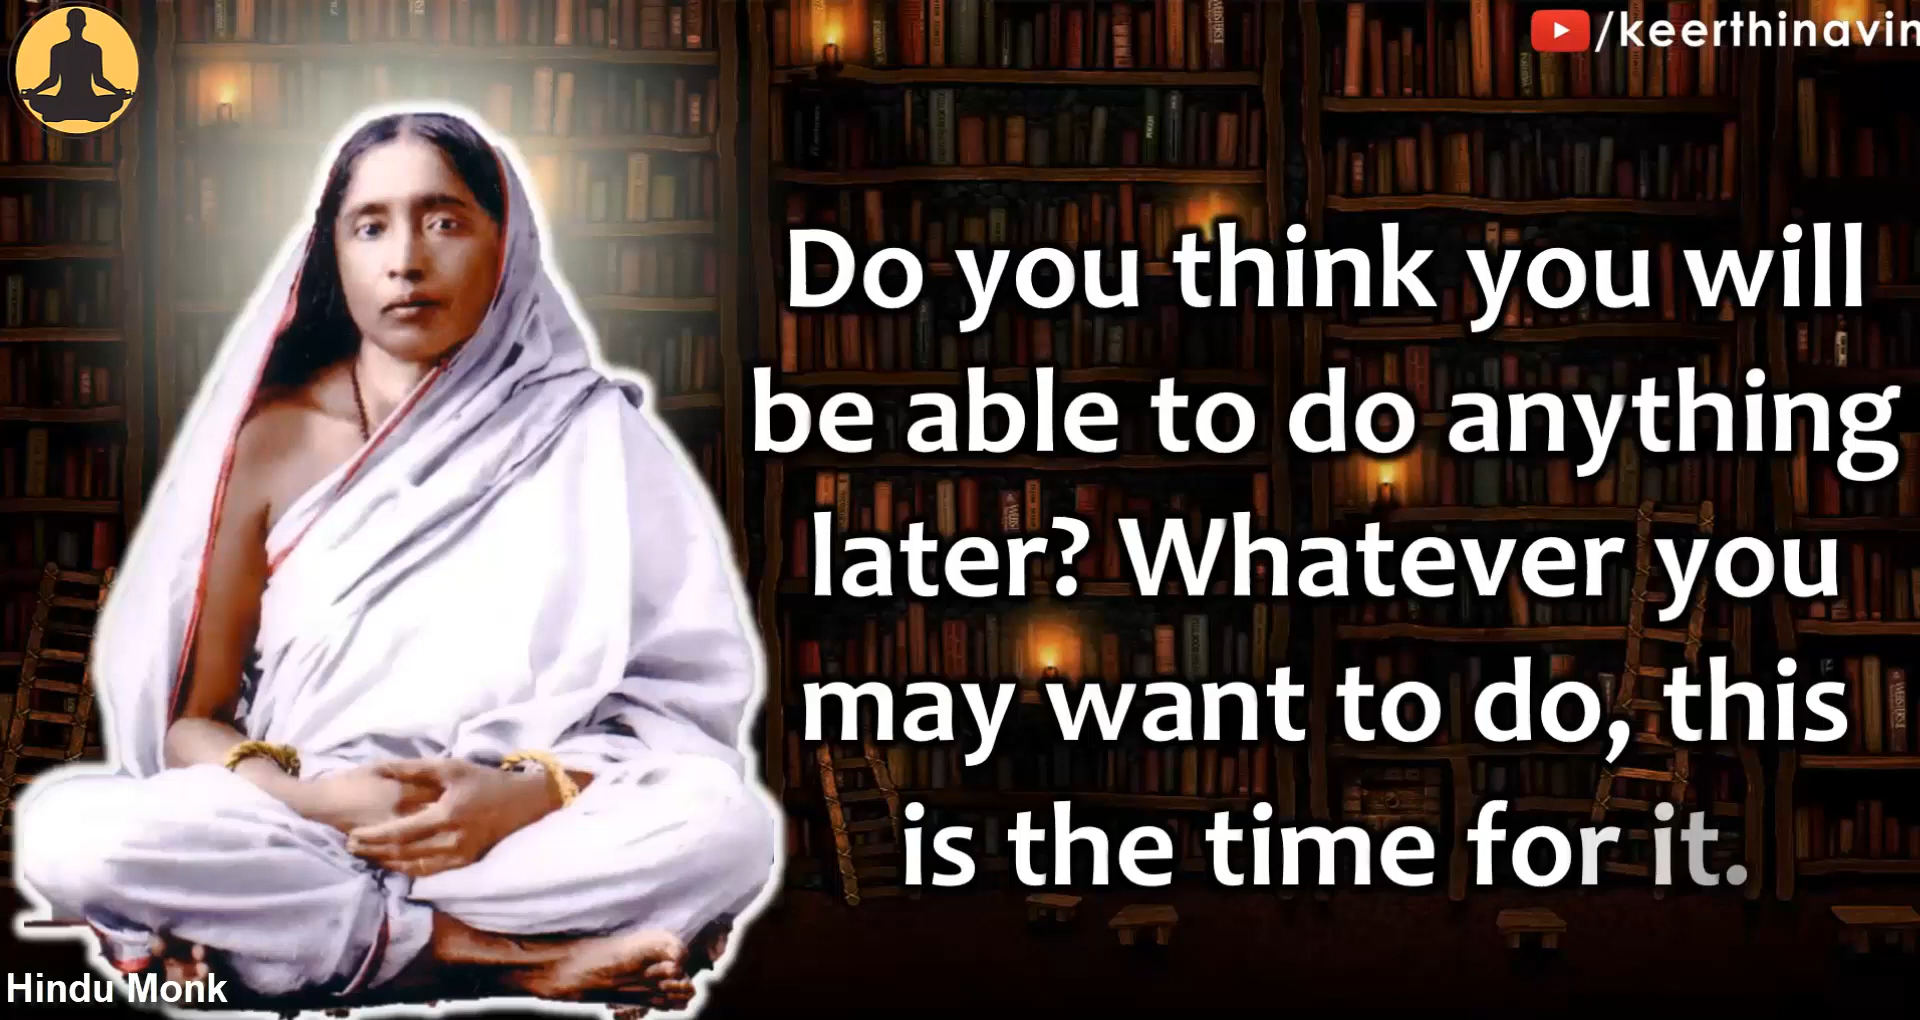 /keerthinavin
Do you think you will
be able to do anything
later? Whatever you
may want to do, this
is the time for it.
Hindu Monk